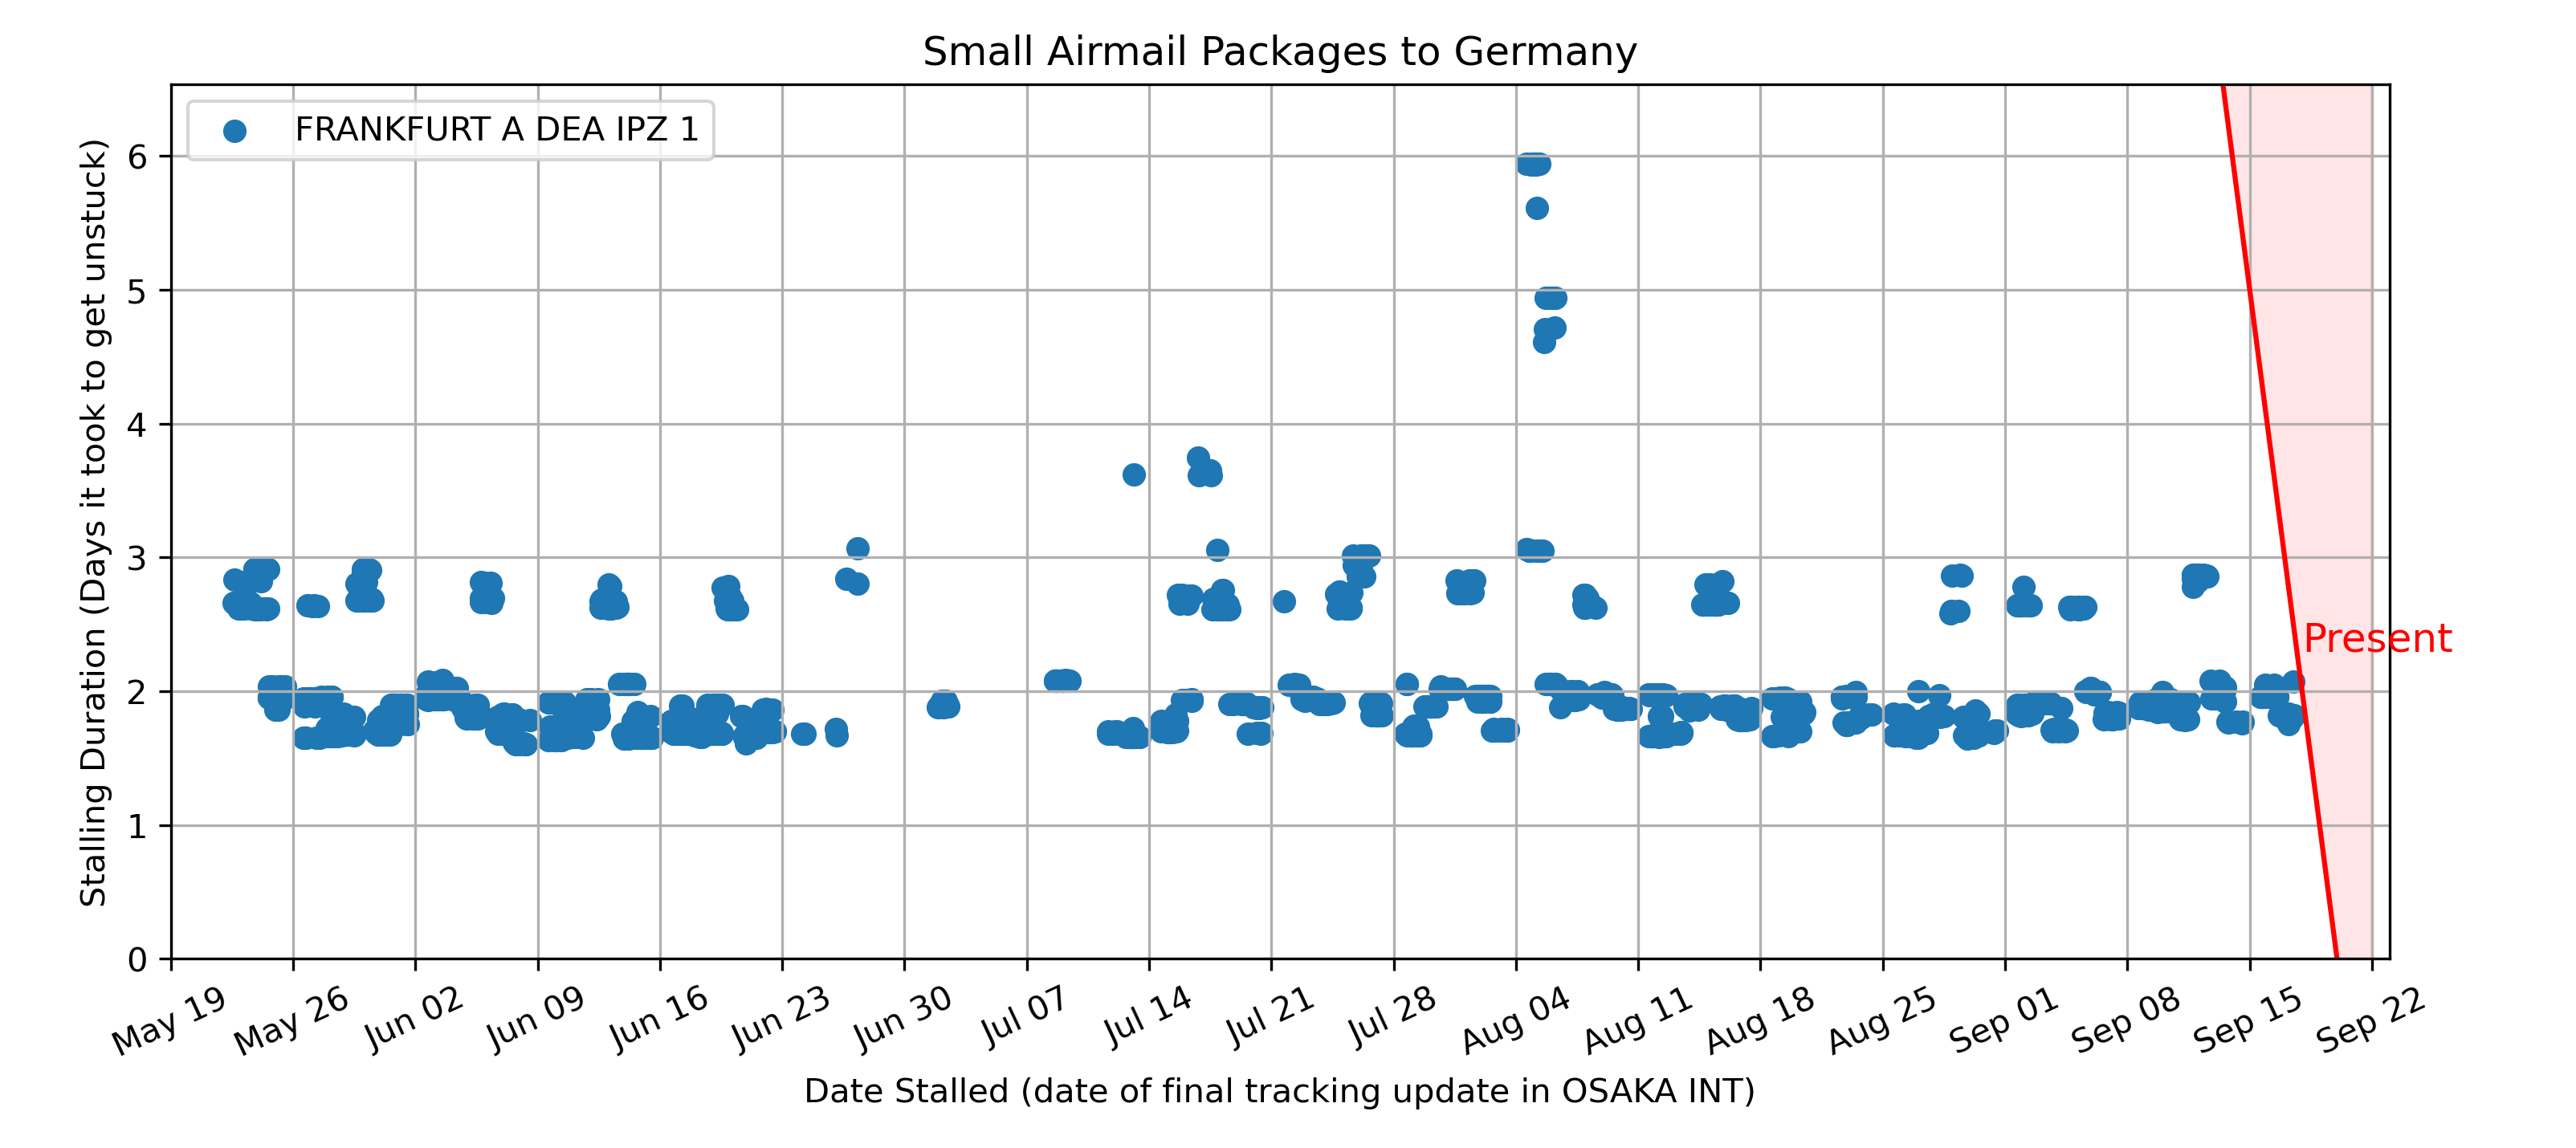 Small Airmail Packages to Germany
FRANKFURT A DEA IPZ 1
Stalling Duration (Days it took to get unstuck)
6
5
4
3
2
1
0
Present
May 19
May 26
Jun 02
Jun 09
Jun 16
Jun 23
Jun 30
Jul 07
Jul 14
Jul 21
Jul 28
Aug 04
Aug 11
Aug 18
Aug 25
Sep 01
Sep 08
Sep 15
Sep 22
Date Stalled (date of final tracking update in OSAKA INT)